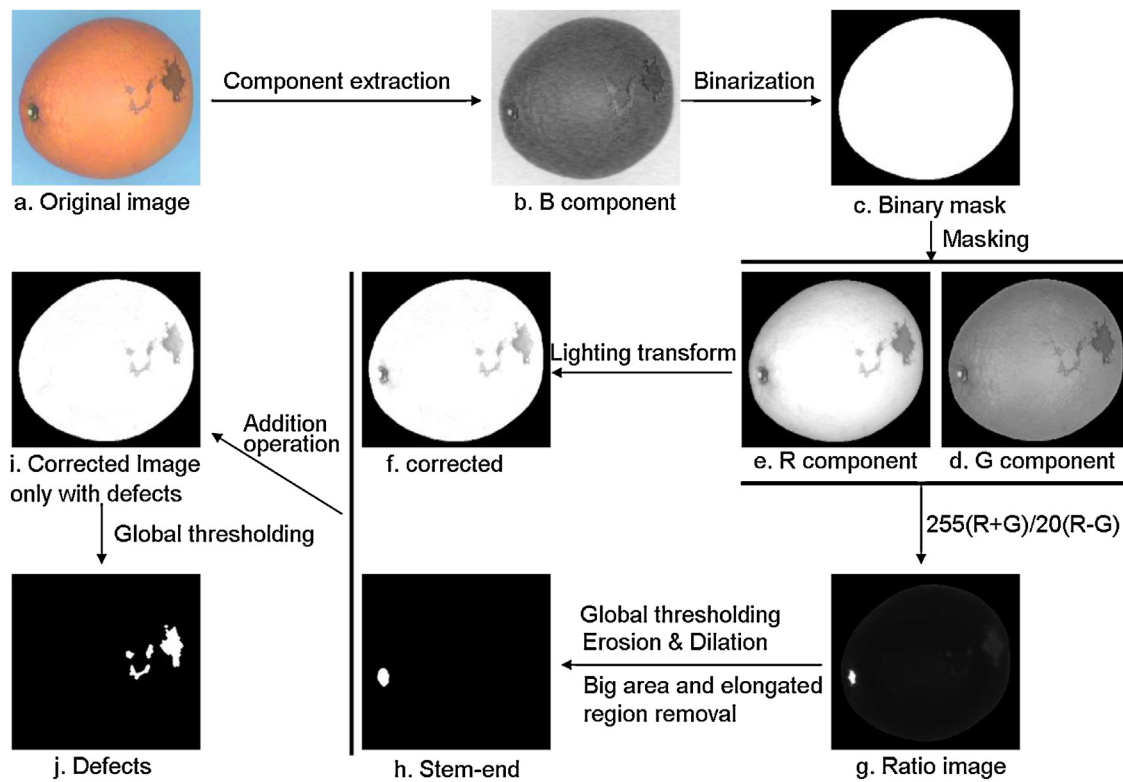 Component extraction
Binarization
a. Original image
b. B component
c. Binary mask
Masking
Lighting transform
Addition
operation
i. Corrected Image
only with defects
f. corrected
e. R component
d. G component
Global thresholding
255(R+G)/20(R-G)
Global thresholding
Erosion & Dilation
Big area and elongated
region removal
j. Defects
h. Stem-end
g. Ratio image